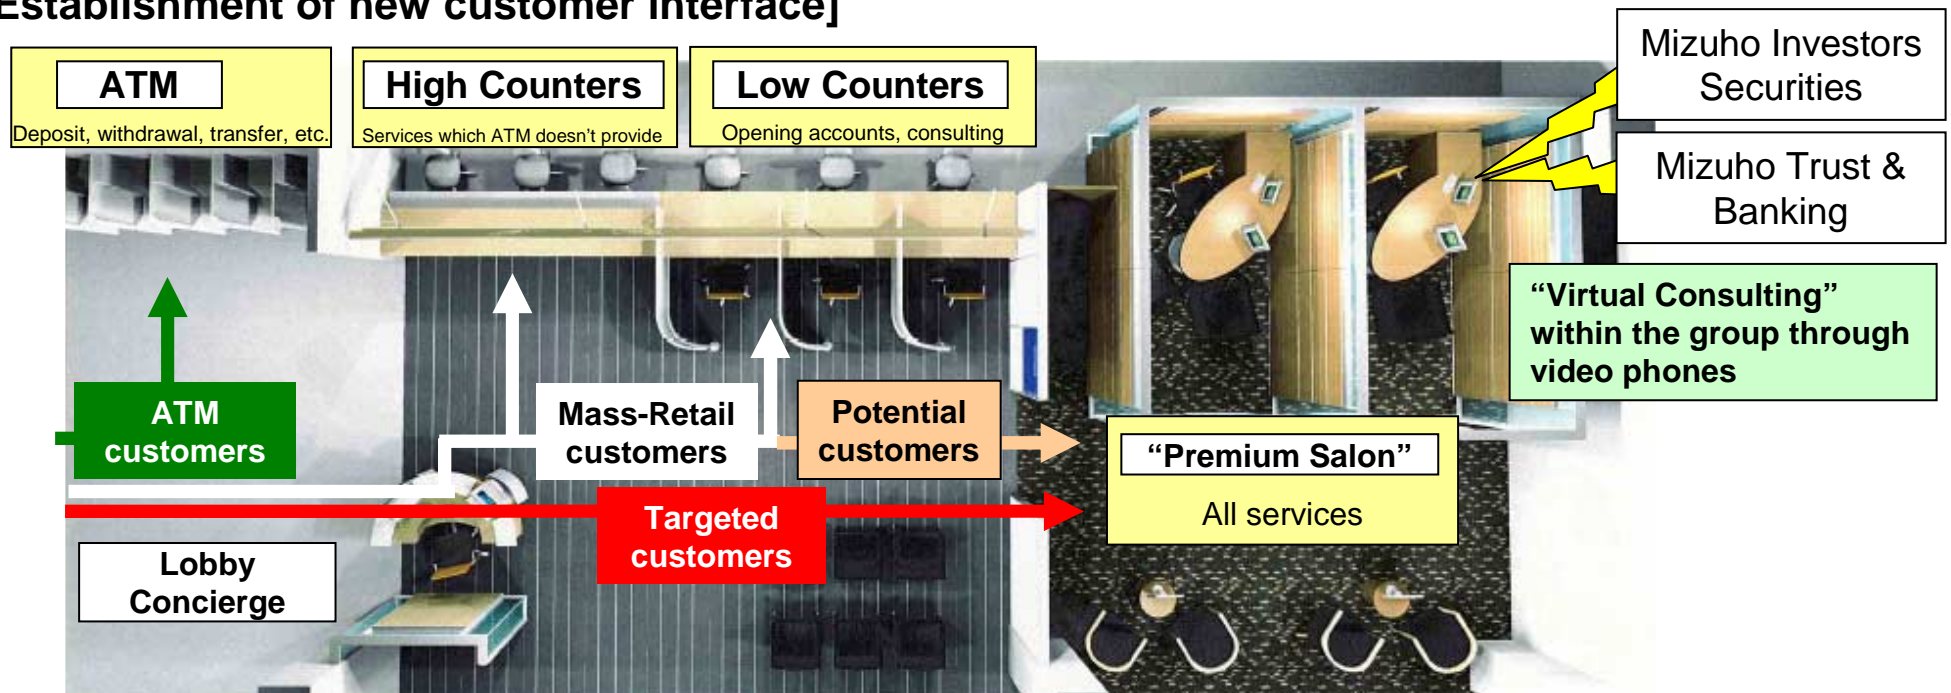 Establishment of new customer interface]
ATM
Deposit, withdrawal, transfer, etc.
High Counters
Services which ATM doesn't provide
Low Counters
Opening accounts, consulting
Mizuho Investors
Securities
Mizuho Trust &
Banking
“Virtual Consulting”
within the group through
video phones
ATM
customers
Mass-Retail
customers
Potential
customers
“Premium Salon”
All services
Targeted
customers
Lobby
Concierge